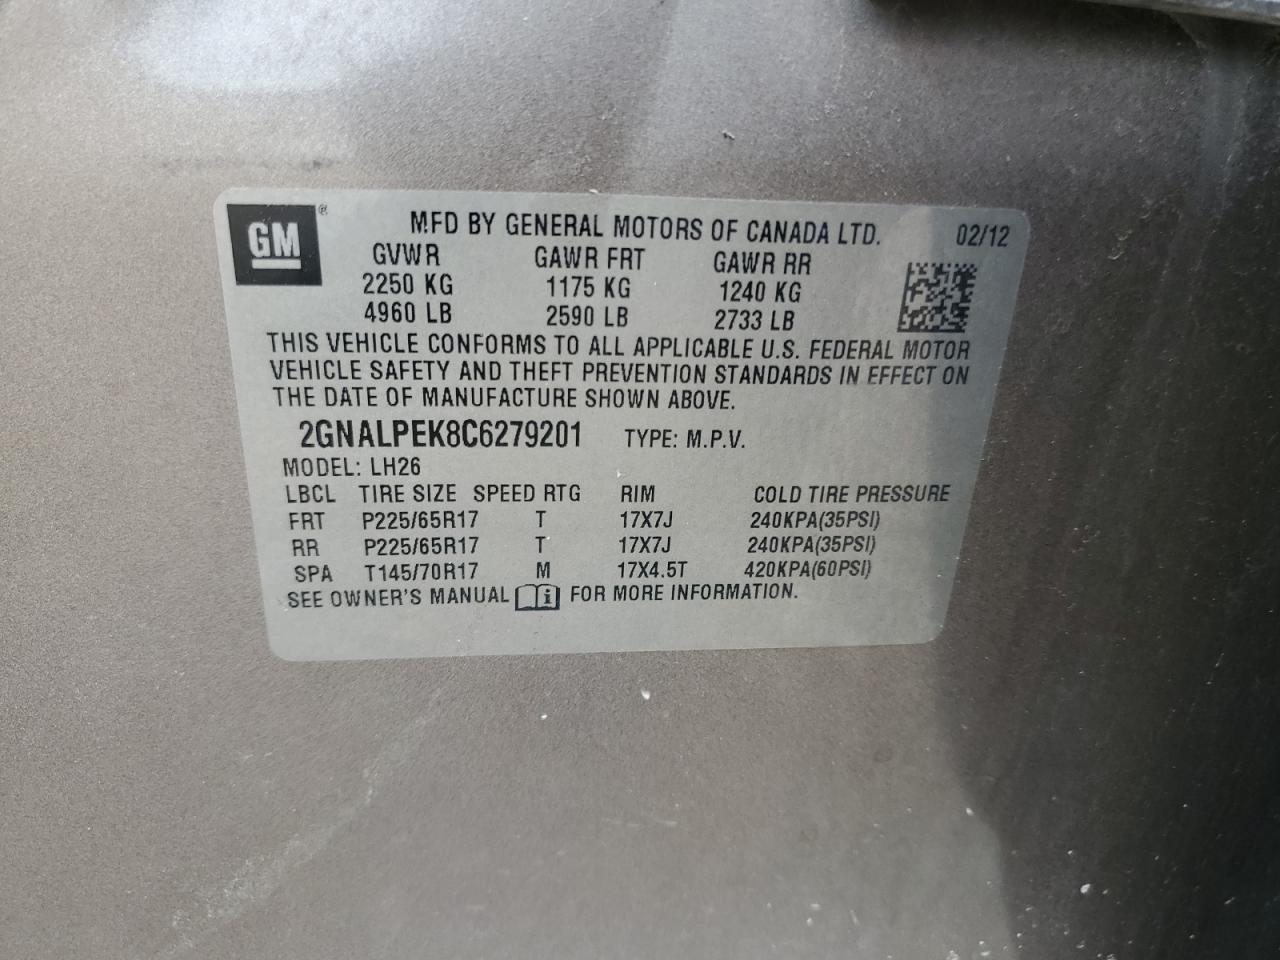 GM ®
MFD BY GENERAL MOTORS OF CANADA LTD. 02/12
GVWR GAWR FRT GAWR RR
2250 KG 1175 KG 1240 KG
4960 LB 2590 LB 2733 LB
THIS VEHICLE CONFORMS TO ALL APPLICABLE U.S. FEDERAL MOTOR
VEHICLE SAFETY AND THEFT PREVENTION STANDARDS IN EFFECT ON
THE DATE OF MANUFACTURE SHOWN ABOVE.
2GNALPEK8C6279201 TYPE: M.P.V.
MODEL: LH26
LBCL TIRE SIZE SPEED RTG RIM COLD TIRE PRESSURE
FRT P225/65R17 T 17X7J 240KPA(35PSI)
RR P225/65R17 T 17X7J 240KPA(35PSI)
SPA T145/70R17 M 17X4.5T 420KPA(60PSI)
SEE OWNER'S MANUAL i FOR MORE INFORMATION.